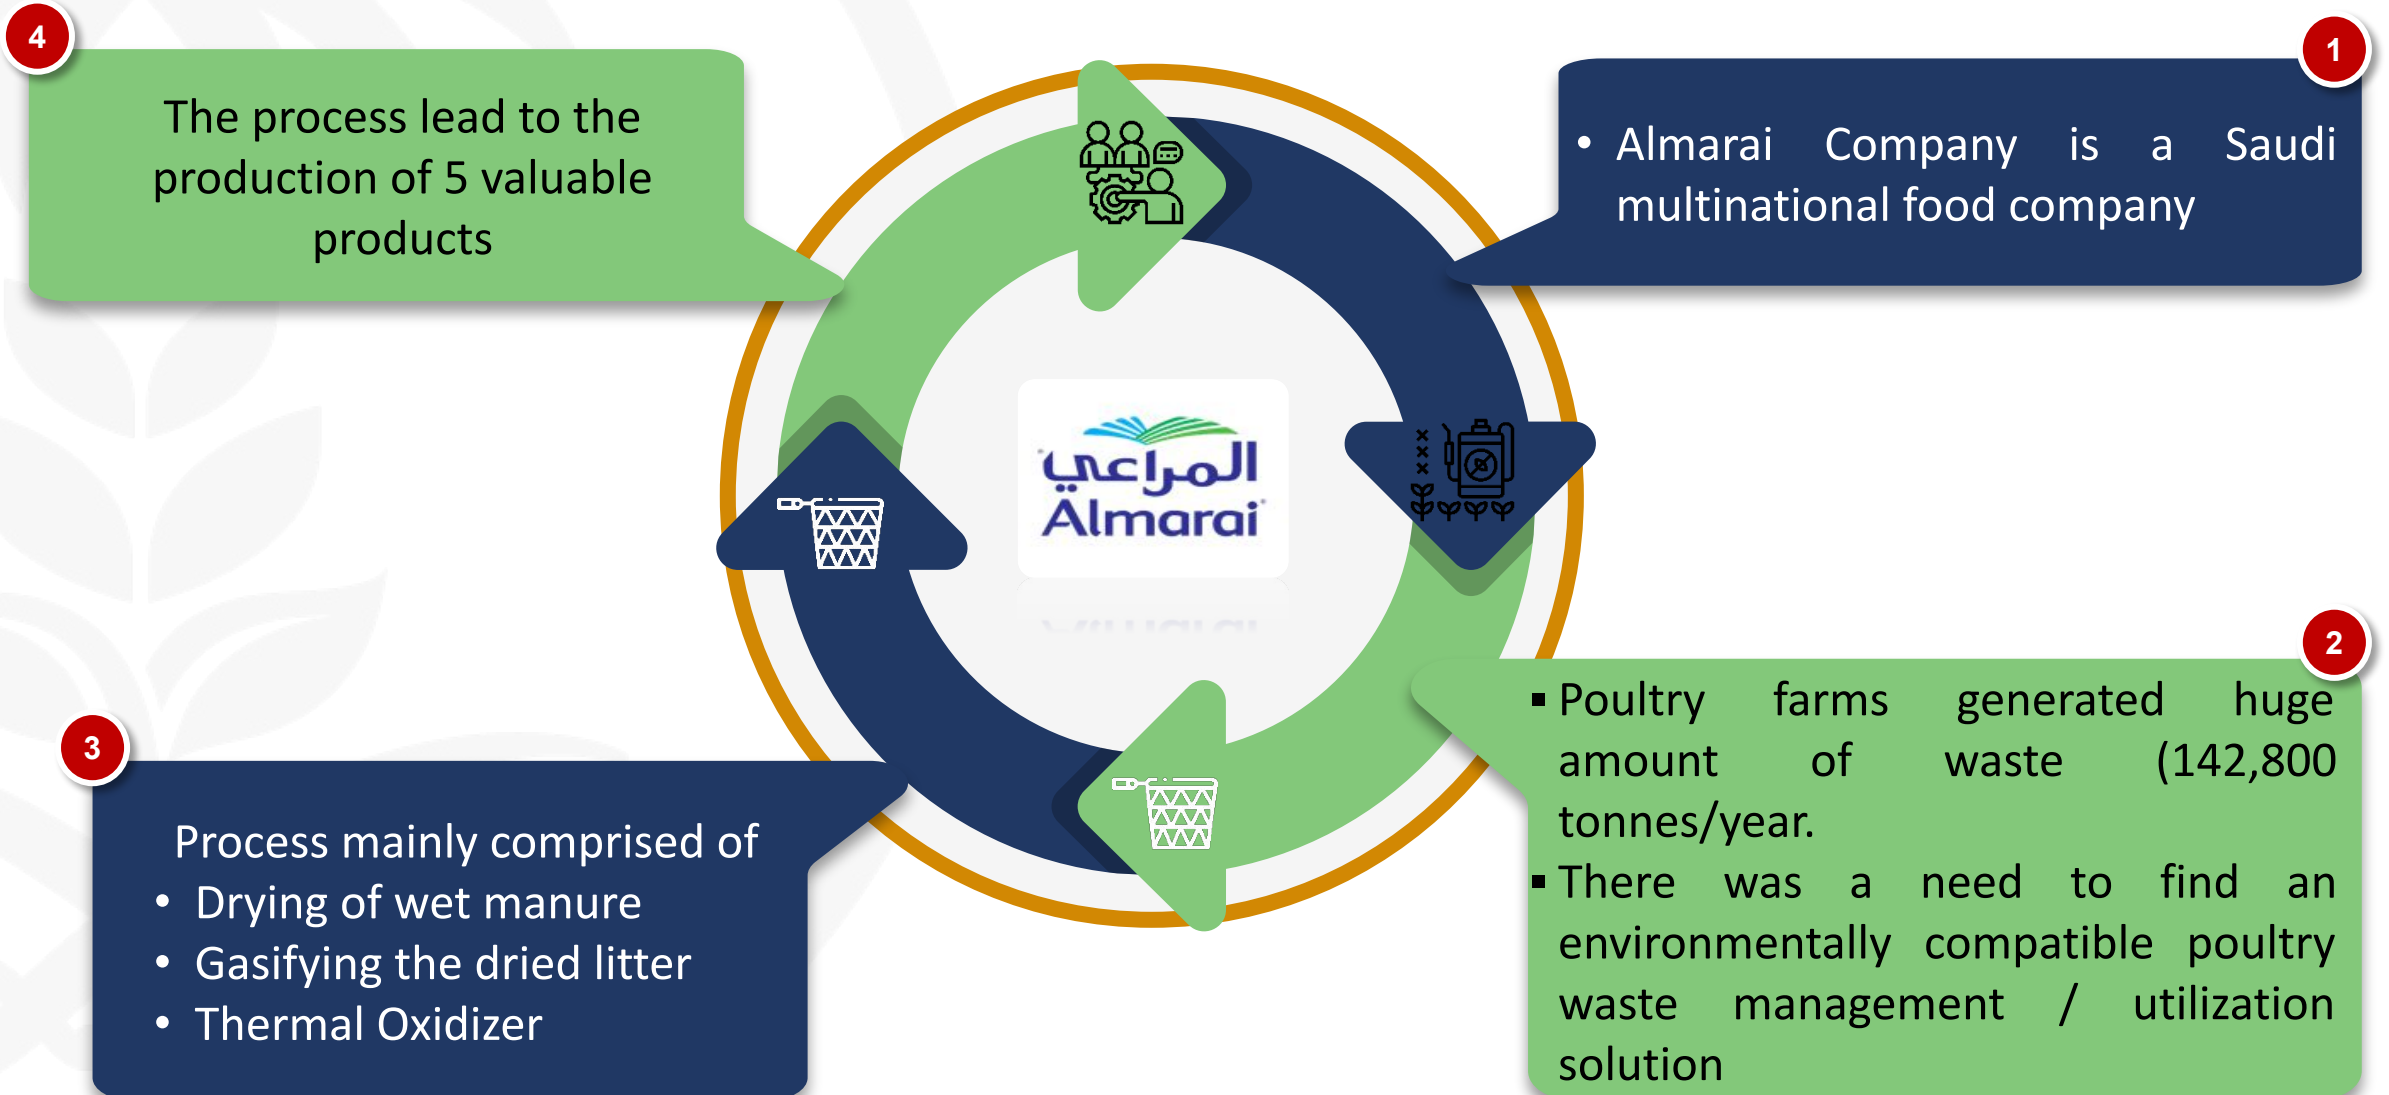 1
• Almarai Company is a Saudi
multinational food company
2
▪ Poultry farms generated huge
amount of waste (142,800
tonnes/year.
▪ There was a need to find an
environmentally compatible poultry
waste management / utilization
solution
3
Process mainly comprised of
• Drying of wet manure
• Gasifying the dried litter
• Thermal Oxidizer
4
The process lead to the
production of 5 valuable
products
المراعي
Almarai